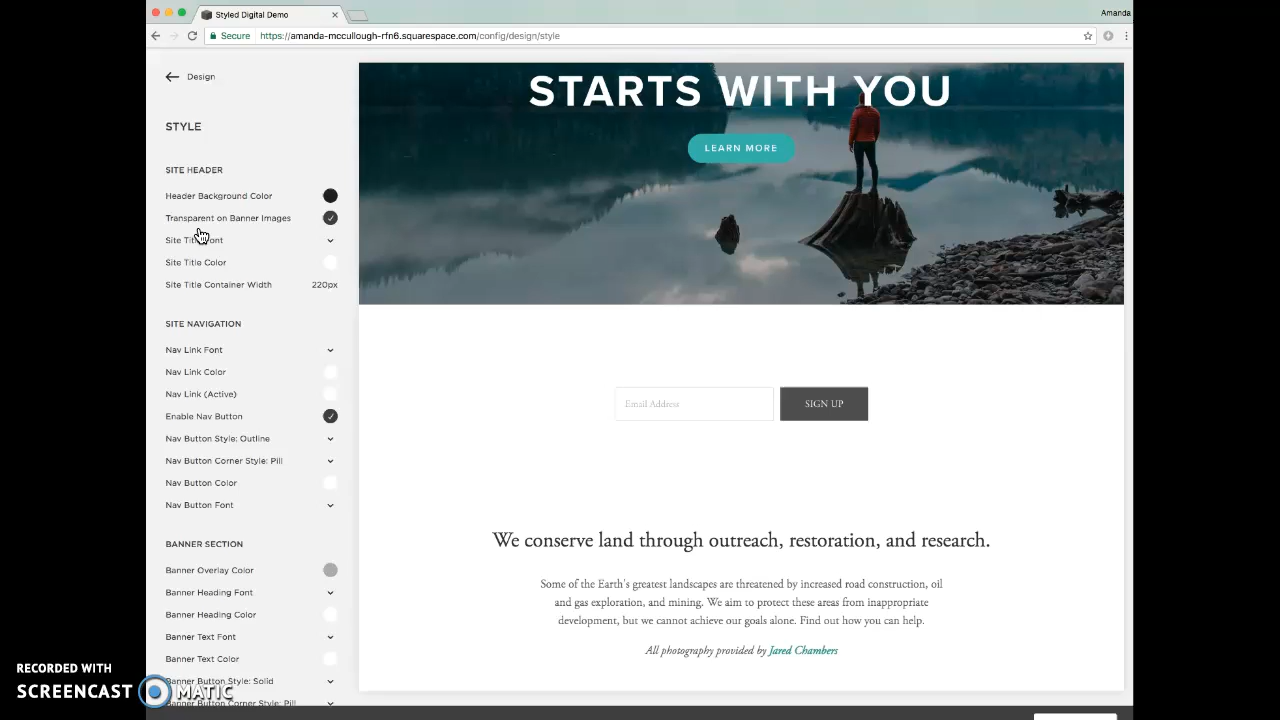 Styled Digital Demo
Amanda
Secure
https://amanda-mccullough-rfn6.squarespace.com/config/design/style
Design
STYLE
SITE HEADER
Header Background Color
Transparent on Banner Images
Site Title Font
Site Title Color
Site Title Container Width 220px
SITE NAVIGATION
Nav Link Font
Nav Link Color
Nav Link (Active)
Enable Nav Button
Nav Button Style: Outline
Nav Button Corner Style: Pill
Nav Button Color
Nav Button Font
BANNER SECTION
Banner Overlay Color
Banner Heading Font
Banner Heading Color
Banner Text Font
Banner Text Color
Banner Button Style: Solid
Banner Button Corner Style: Pill
STARTS WITH YOU
LEARN MORE
Email Address
SIGN UP
We conserve land through outreach, restoration, and research.
Some of the Earth's greatest landscapes are threatened by increased road construction, oil
and gas exploration, and mining. We aim to protect these areas from inappropriate
development, but we cannot achieve our goals alone. Find out how you can help.
All photography provided by Jared Chambers
RECORDED WITH
SCREENCAST MATIC